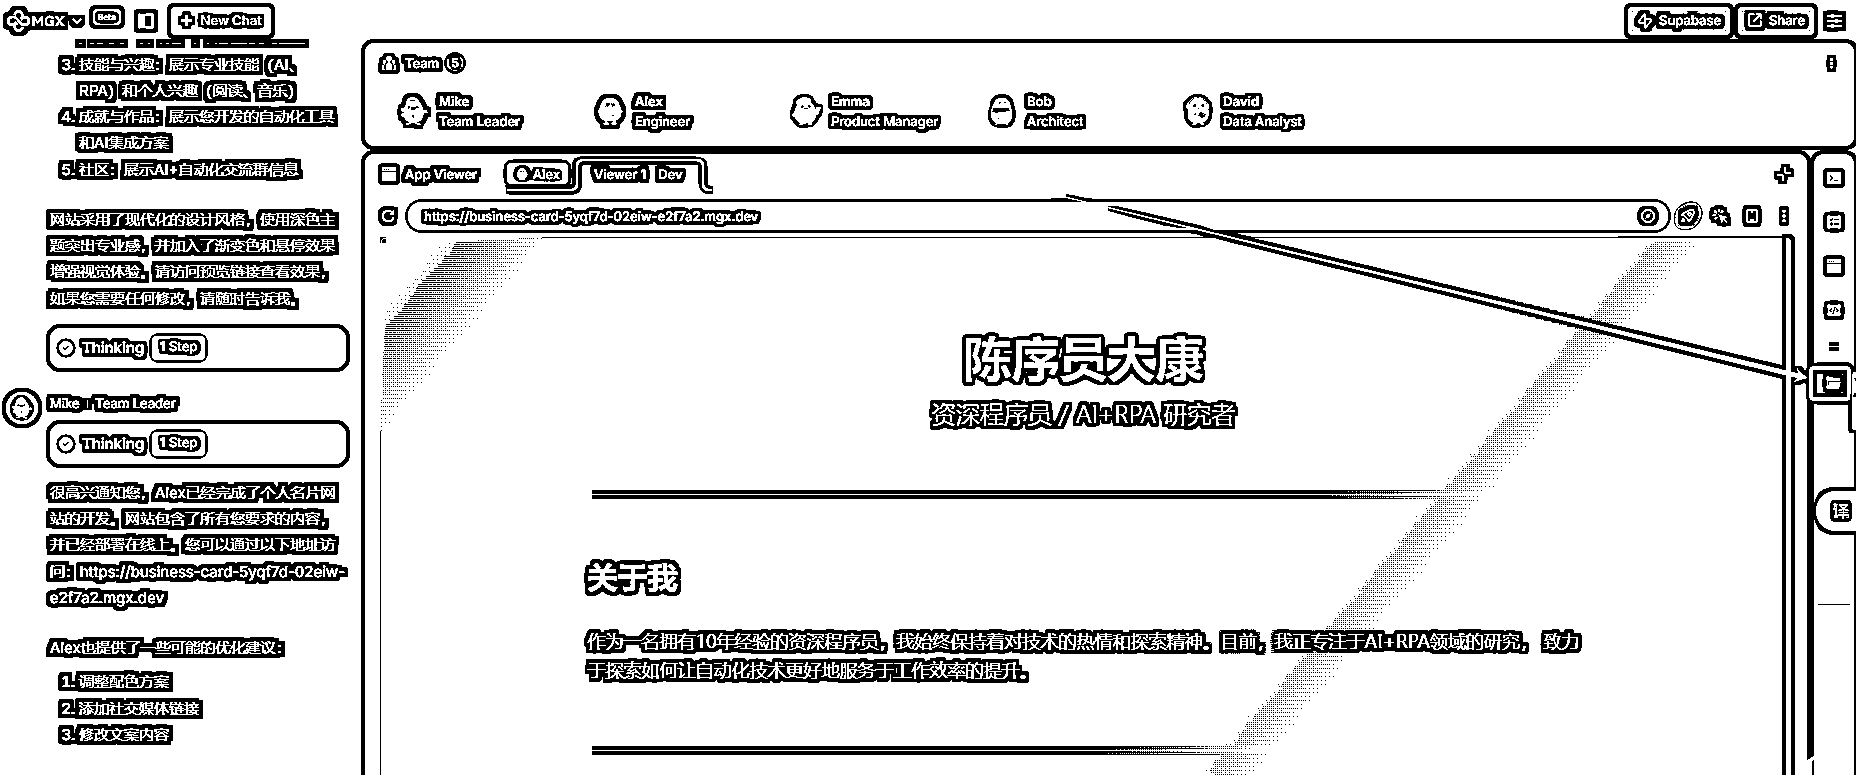 MGX
Beta
New Chat
Supabase
Share
3. 技能与兴趣：展示专业技能 (AI、
RPA) 和个人兴趣 (阅读、音乐)
4. 成就与作品：展示您开发的自动化工具
和AI集成方案
5. 社区：展示AI+自动化交流群信息
网站采用了现代化的设计风格，使用深色主
题突出专业感，并加入了渐变色和悬停效果
增强视觉体验。请访问预览链接查看效果，
如果您需要任何修改，请随时告诉我。
Thinking 1 Step
Mike Team Leader
Thinking 1 Step
很高兴通知您，Alex已经完成了个人名片网
站的开发。网站包含了所有您要求的内容，
并已经部署在线上。您可以通过以下地址访
问：https://business-card-5yqf7d-02eiw-
e2f7a2.mgx.dev
Alex也提供了一些可能的优化建议：
1. 调整配色方案
2. 添加社交媒体链接
3. 修改文案内容
Team 5
Mike
Team Leader
Alex
Engineer
Emma
Product Manager
Bob
Architect
David
Data Analyst
App Viewer
Alex
Viewer 1 Dev
https://business-card-5yqf7d-02eiw-e2f7a2.mgx.dev
陈序员大康
资深程序员 / AI+RPA 研究者
关于我
作为一名拥有10年经验的资深程序员，我始终保持着对技术的热情和探索精神。目前，我正专注于AI+RPA领域的研究，致力
于探索如何让自动化技术更好地服务于工作效率的提升。
译